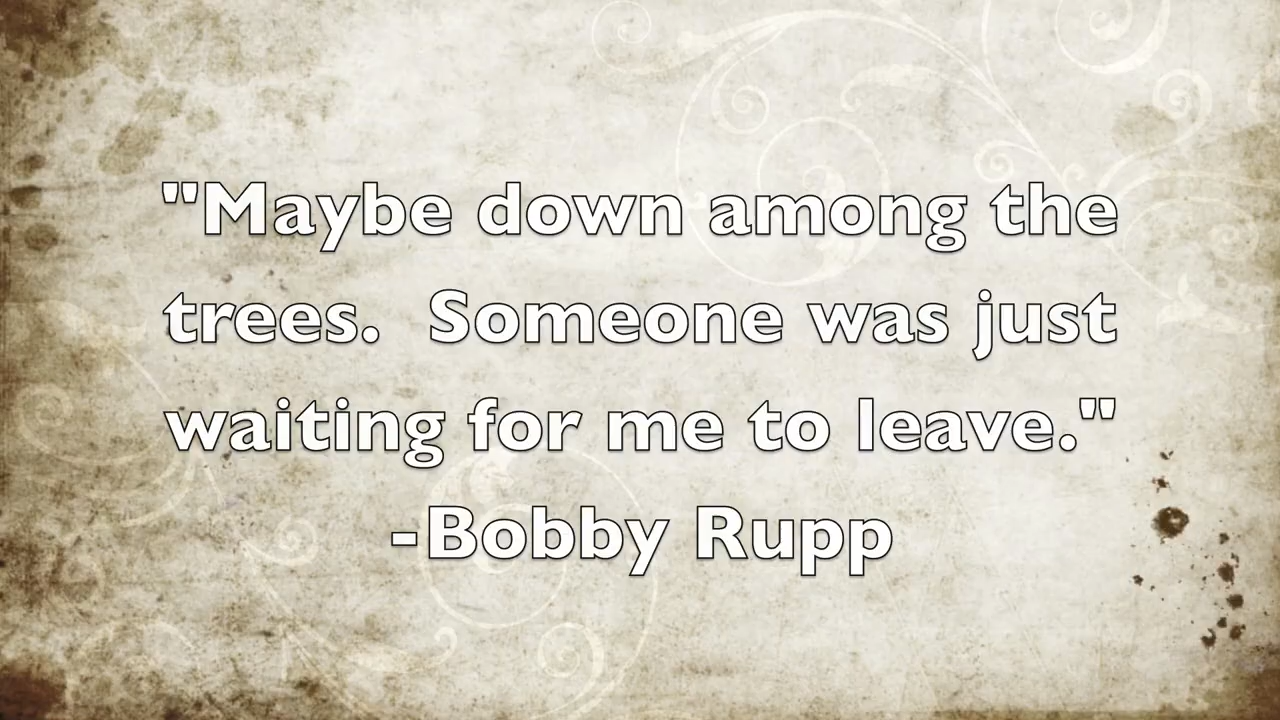 "Maybe down among the
trees.  Someone was just
waiting for me to leave."
-Bobby Rupp